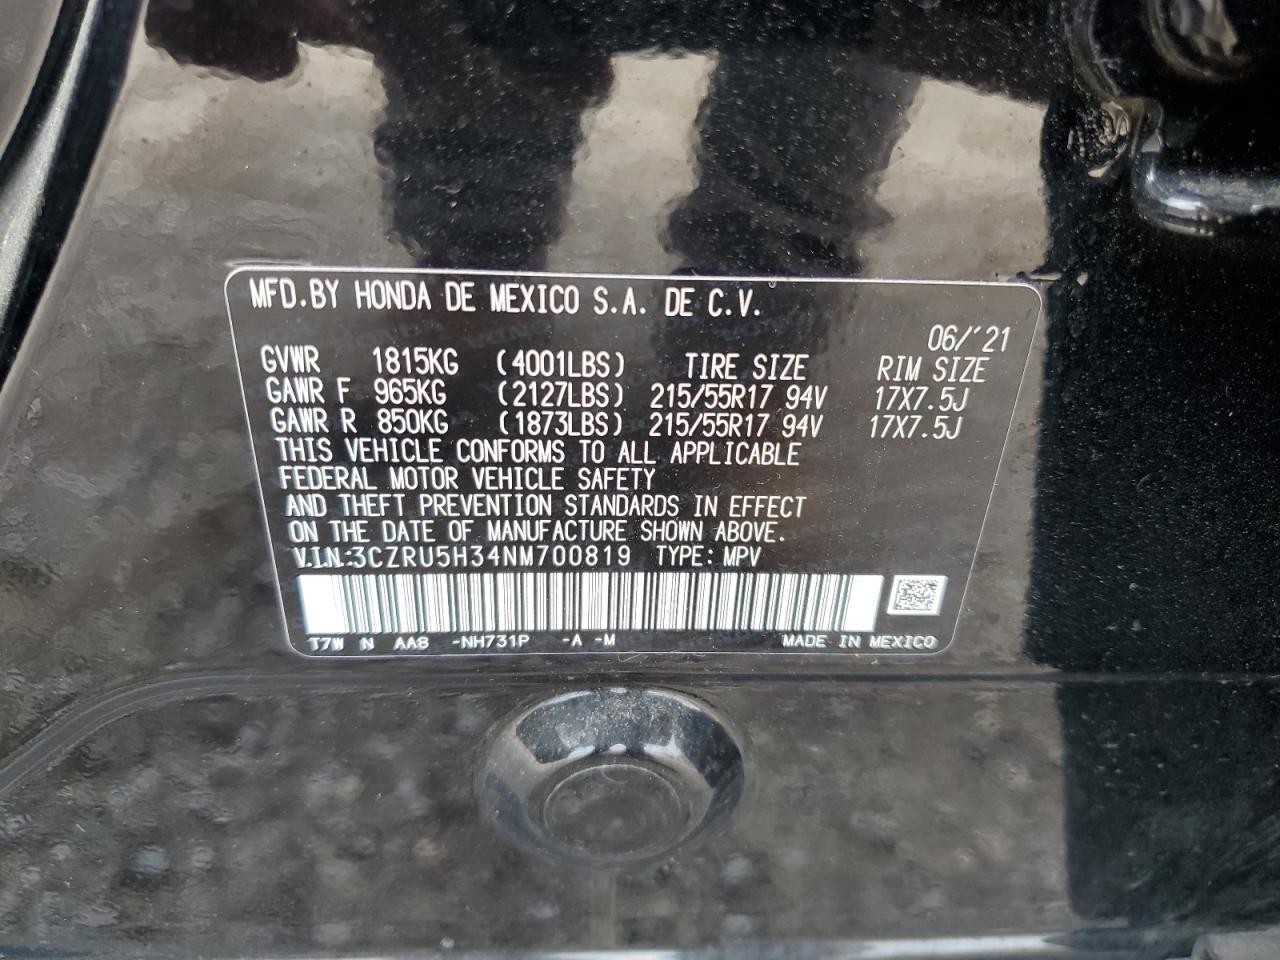 MFD.BY HONDA DE MEXICO S.A. DE C.V.
06/'21
GVWR 1815KG (4001LBS) TIRE SIZE RIM SIZE
GAWR F 965KG (2127LBS) 215/55R17 94V 17X7.5J
GAWR R 850KG (1873LBS) 215/55R17 94V 17X7.5J
THIS VEHICLE CONFORMS TO ALL APPLICABLE
FEDERAL MOTOR VEHICLE SAFETY
AND THEFT PREVENTION STANDARDS IN EFFECT
ON THE DATE OF MANUFACTURE SHOWN ABOVE.
V.I.N.:3CZRU5H34NM700819 TYPE: MPV
T7W N AA8 -NH731P -A -M MADE IN MEXICO